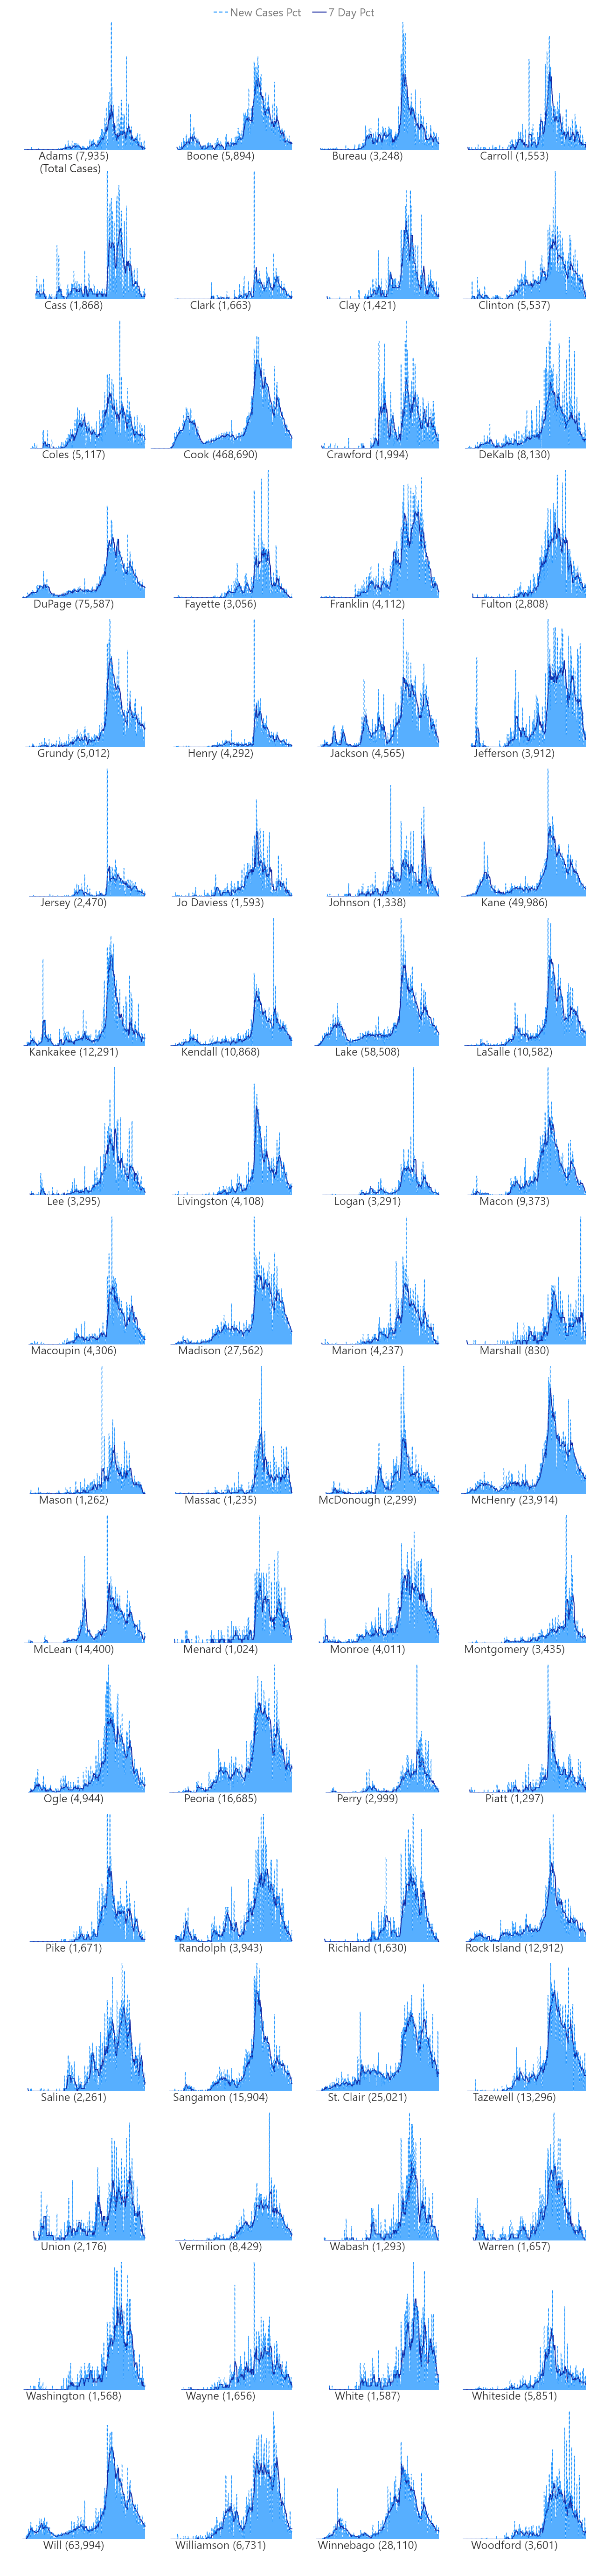 New Cases Pct 7 Day Pct
Adams (7,935) Boone (5,894) Bureau (3,248) Carroll (1,553)
(Total Cases)
Cass (1,868) Clark (1,663) Clay (1,421) Clinton (5,537)
Coles (5,117) Cook (468,690) Crawford (1,994) DeKalb (8,130)
DuPage (75,587) Fayette (3,056) Franklin (4,112) Fulton (2,808)
Grundy (5,012) Henry (4,292) Jackson (4,565) Jefferson (3,912)
Jersey (2,470) Jo Daviess (1,593) Johnson (1,338) Kane (49,986)
Kankakee (12,291) Kendall (10,868) Lake (58,508) LaSalle (10,582)
Lee (3,295) Livingston (4,108) Logan (3,291) Macon (9,373)
Macoupin (4,306) Madison (27,562) Marion (4,237) Marshall (830)
Mason (1,262) Massac (1,235) McDonough (2,299) McHenry (23,914)
McLean (14,400) Menard (1,024) Monroe (4,011) Montgomery (3,435)
Ogle (4,944) Peoria (16,685) Perry (2,999) Piatt (1,297)
Pike (1,671) Randolph (3,943) Richland (1,630) Rock Island (12,912)
Saline (2,261) Sangamon (15,904) St. Clair (25,021) Tazewell (13,296)
Union (2,176) Vermilion (8,429) Wabash (1,293) Warren (1,657)
Washington (1,568) Wayne (1,656) White (1,587) Whiteside (5,851)
Will (63,994) Williamson (6,731) Winnebago (28,110) Woodford (3,601)